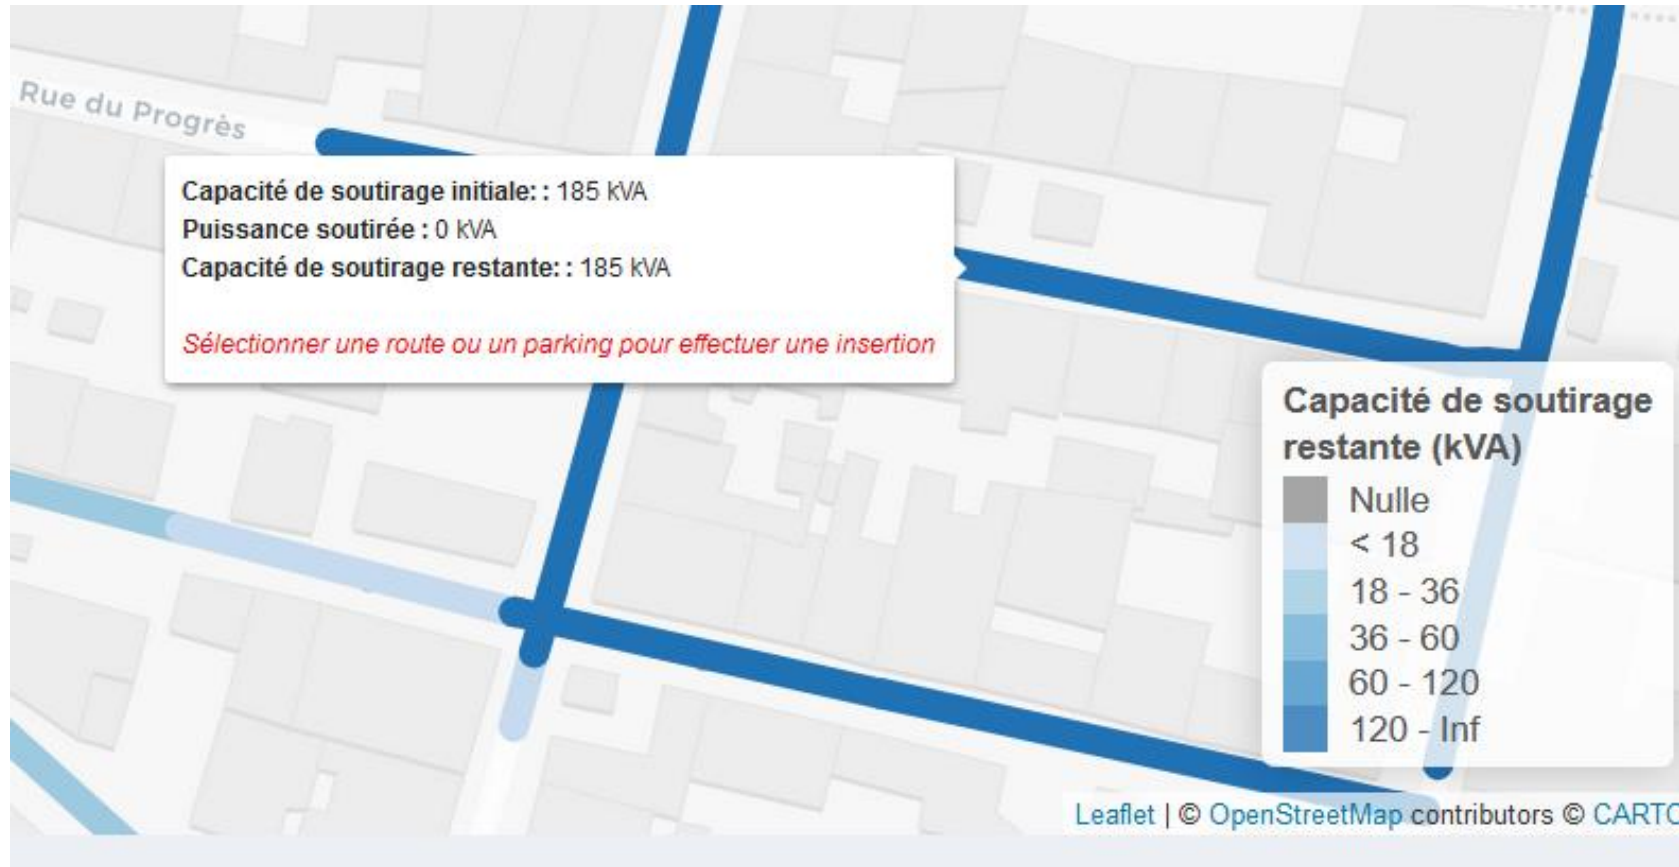 Rue du Progrès
Capacité de soutirage initiale: : 185 kVA
Puissance soutirée : 0 kVA
Capacité de soutirage restante: : 185 kVA
Sélectionner une route ou un parking pour effectuer une insertion
Capacité de soutirage
restante (kVA)
Nulle
< 18
18 - 36
36 - 60
60 - 120
120 - Inf
Leaflet | © OpenStreetMap contributors © CARTO